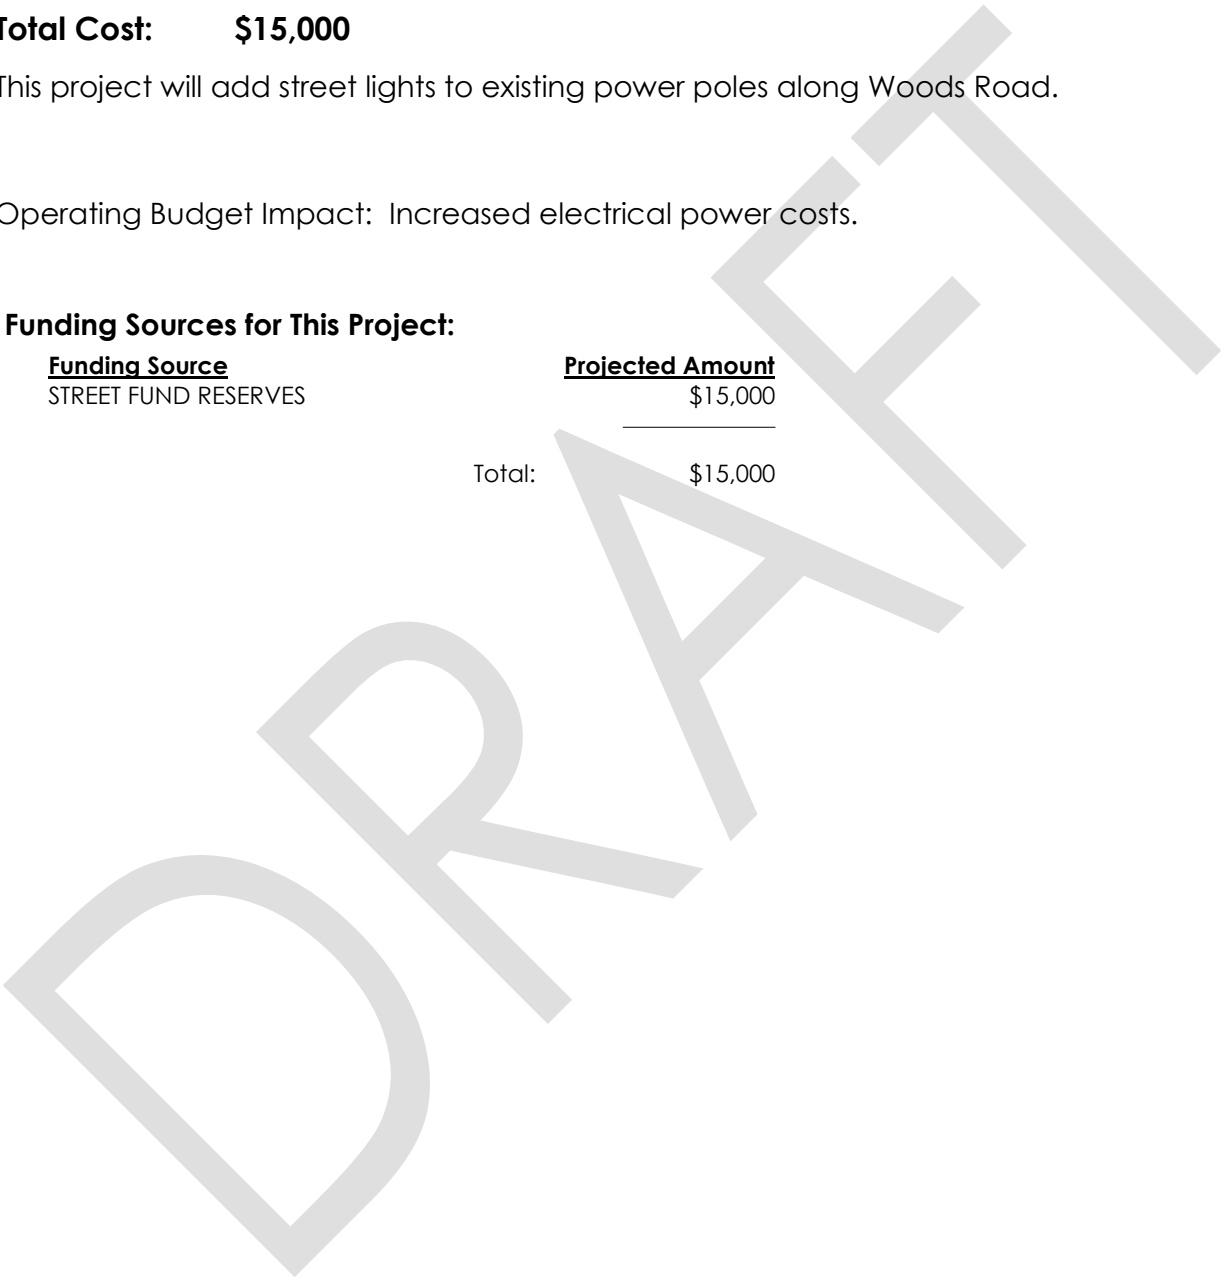 Total Cost: $15,000
This project will add street lights to existing power poles along Woods Road.
Operating Budget Impact: Increased electrical power costs.
Funding Sources for This Project:
Funding Source Projected Amount
STREET FUND RESERVES $15,000
Total: $15,000
DRAFT